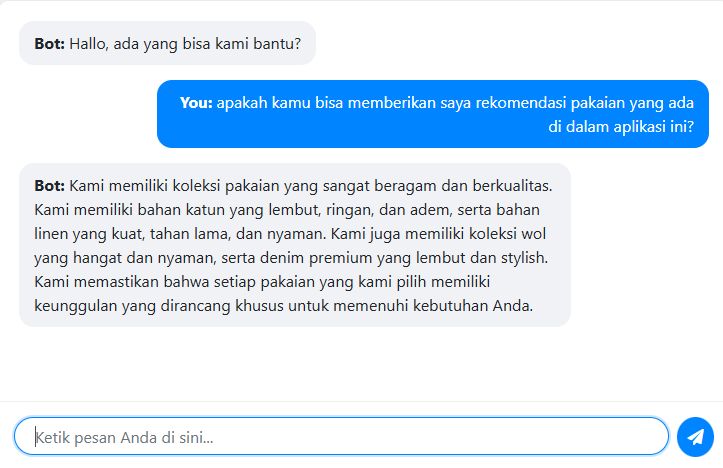 Bot: Hallo, ada yang bisa kami bantu?
You: apakah kamu bisa memberikan saya rekomendasi pakaian yang ada
di dalam aplikasi ini?
Bot: Kami memiliki koleksi pakaian yang sangat beragam dan berkualitas.
Kami memiliki bahan katun yang lembut, ringan, dan adem, serta bahan
linen yang kuat, tahan lama, dan nyaman. Kami juga memiliki koleksi wol
yang hangat dan nyaman, serta denim premium yang lembut dan stylish.
Kami memastikan bahwa setiap pakaian yang kami pilih memiliki
keunggulan yang dirancang khusus untuk memenuhi kebutuhan Anda.
Ketik pesan Anda di sini...